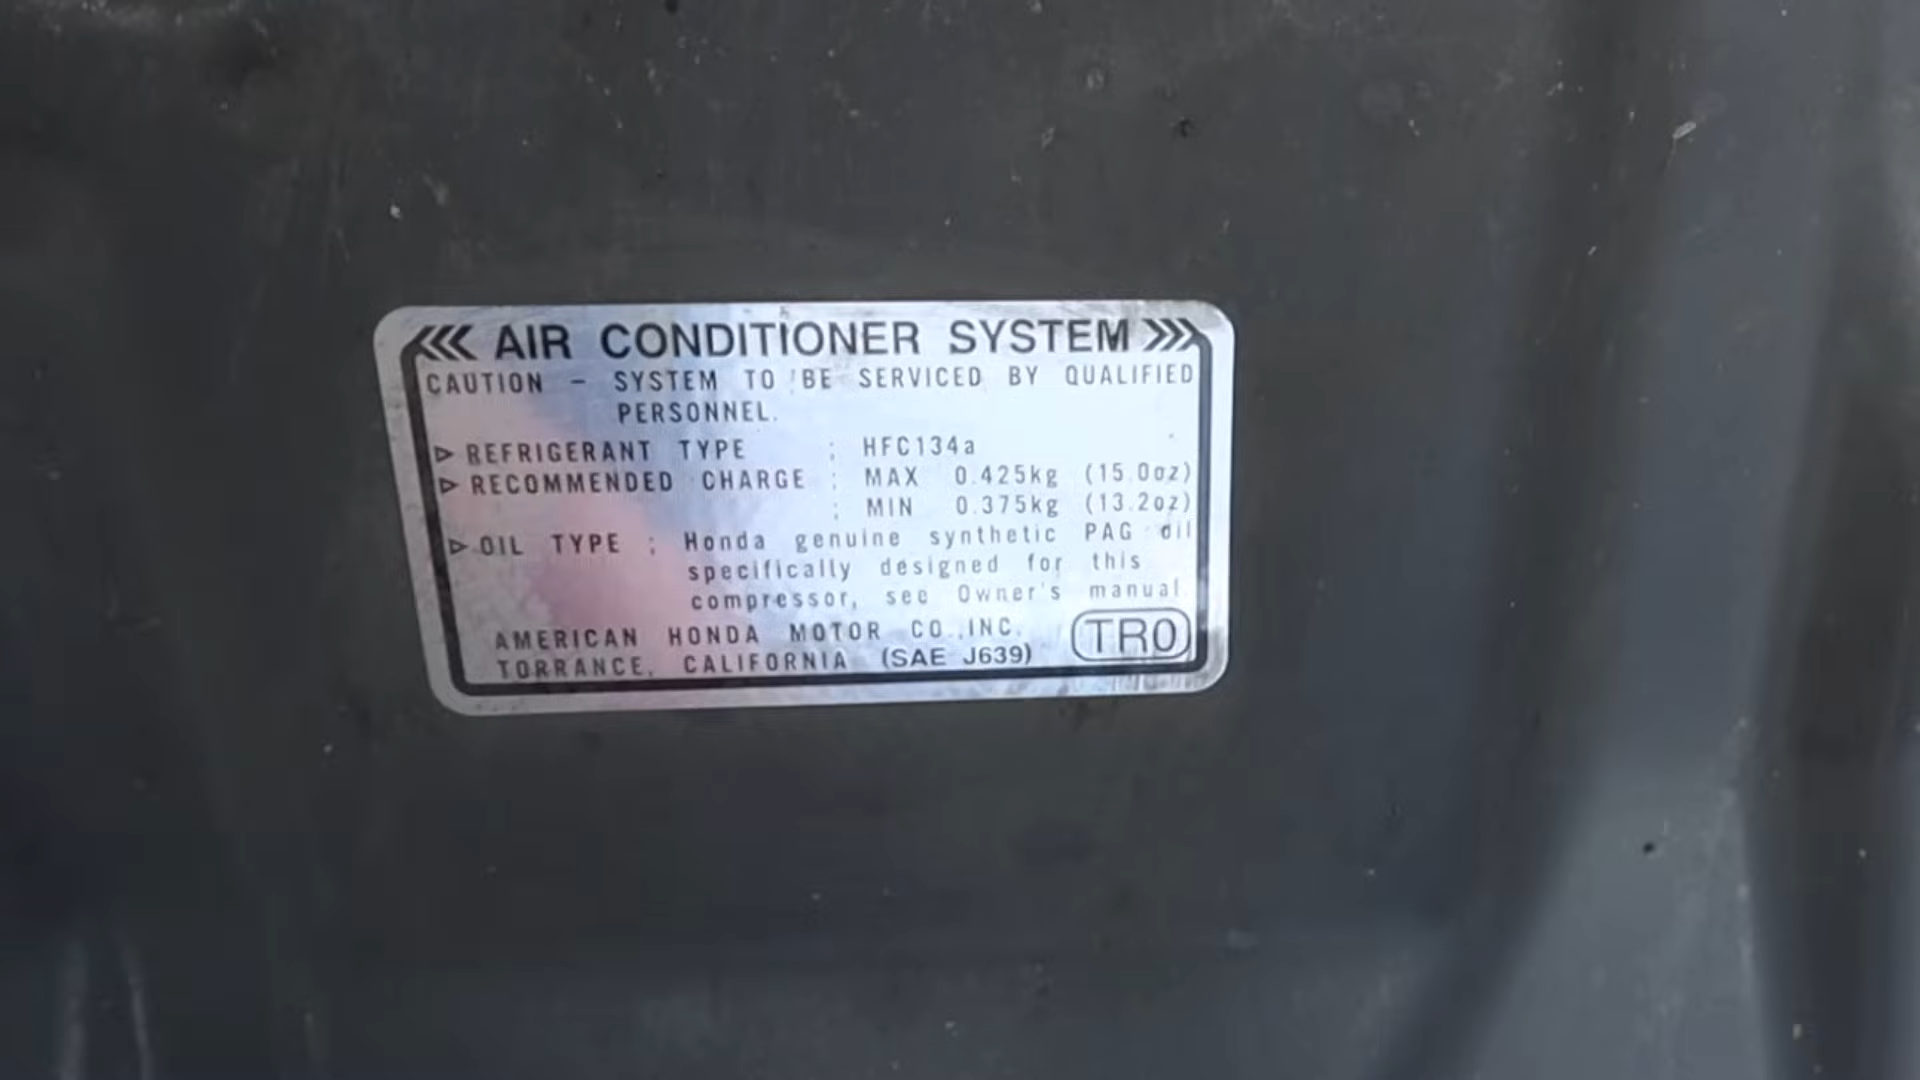 AIR CONDITIONER SYSTEM
CAUTION - SYSTEM TO BE SERVICED BY QUALIFIED
PERSONNEL.
REFRIGERANT TYPE : HFC134a
RECOMMENDED CHARGE : MAX 0.425kg (15.0oz)
: MIN 0.375kg (13.2oz)
OIL TYPE : Honda genuine synthetic PAG oil
specifically designed for this
compressor, see Owner's manual
AMERICAN HONDA MOTOR CO.,INC.
TORRANCE, CALIFORNIA (SAE J639) TR0